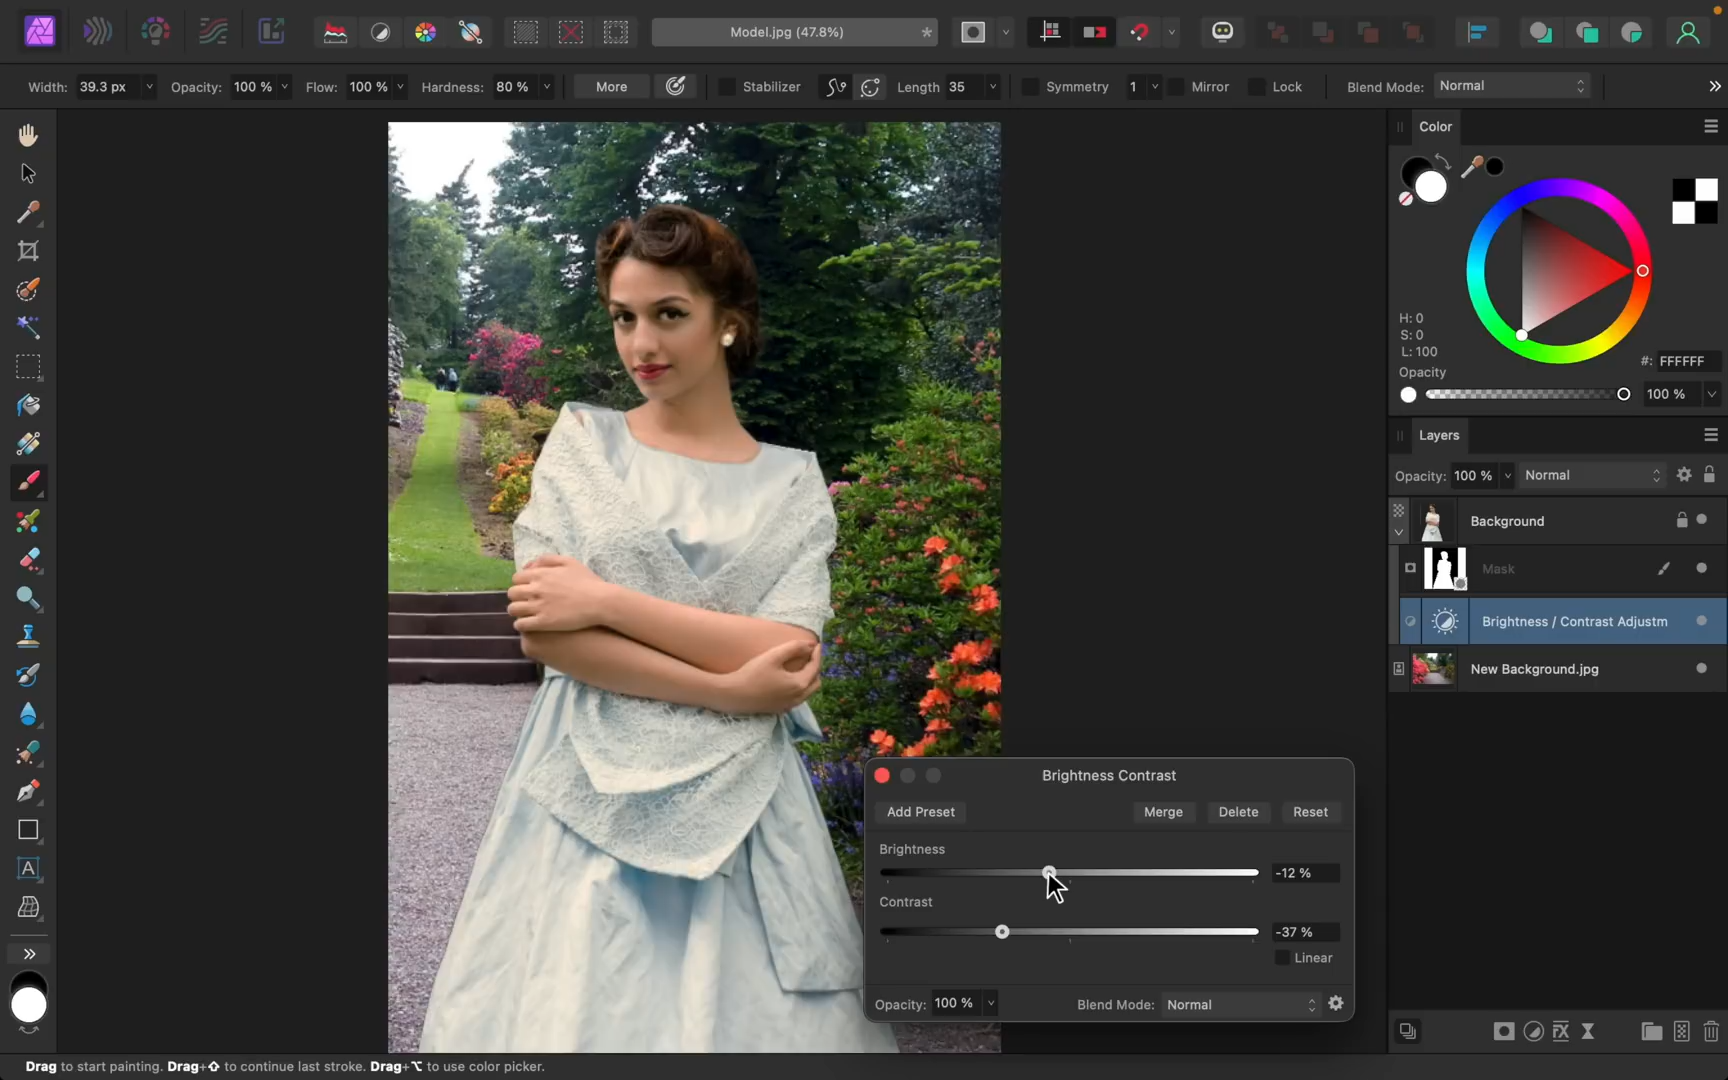 Model.jpg (47.8%)
*
Width: 39.3 px Opacity: 100 % Flow: 100 % Hardness: 80 % More Stabilizer Length 35 Symmetry 1 Mirror Lock Blend Mode: Normal
Color
H: 0
S: 0
L: 100
#: FFFFFF
Opacity
100 %
Layers
Opacity: 100 % Normal
Background
Mask
Brightness / Contrast Adjustm
New Background.jpg
Brightness Contrast
Add Preset Merge Delete Reset
Brightness
-12 %
Contrast
-37 %
Linear
Opacity: 100 % Blend Mode: Normal
A
FX
Drag to start painting. Drag+⇧ to continue last stroke. Drag+⌥ to use color picker.